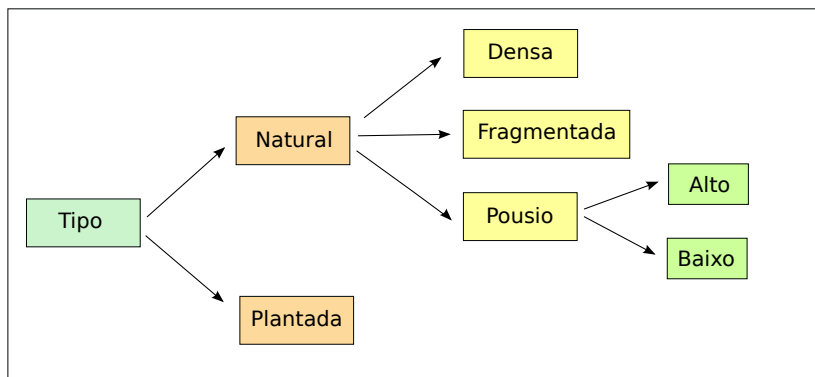 Densa
Natural
Fragmentada
Tipo
Pousio
Alto
Baixo
Plantada